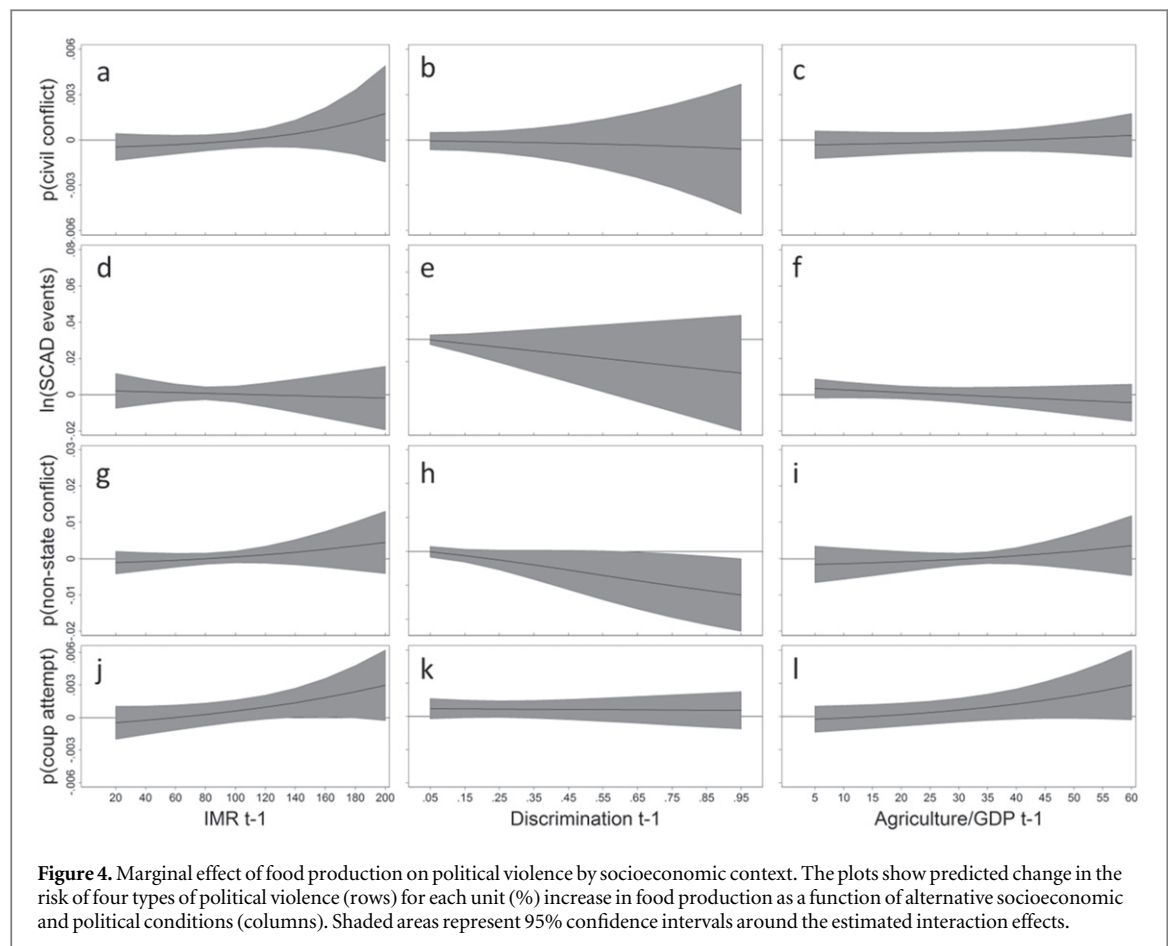 p(civil conflict)
.006
.003
0
-.003
-.006
a
b
c
ln(SCAD events)
.08
.06
.04
.02
0
-.02
d
e
f
p(non-state conflict)
.03
.02
.01
0
-.01
-.02
g
h
i
p(coup attempt)
.006
.003
0
-.003
-.006
j
k
l
20 40 60 80 100 120 140 160 180 200
.05 .15 .25 .35 .45 .55 .65 .75 .85 .95
5 10 15 20 25 30 35 40 45 50 55 60
IMR t-1
Discrimination t-1
Agriculture/GDP t-1
Figure 4. Marginal effect of food production on political violence by socioeconomic context. The plots show predicted change in the
risk of four types of political violence (rows) for each unit (%) increase in food production as a function of alternative socioeconomic
and political conditions (columns). Shaded areas represent 95% confidence intervals around the estimated interaction effects.